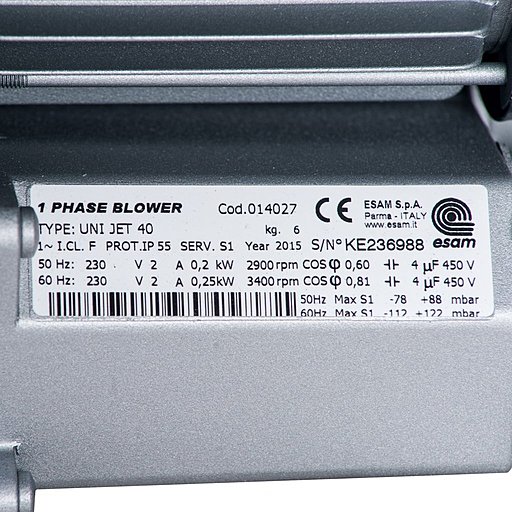 1 PHASE BLOWER Cod.014027 CE ESAM S.p.A.
Parma - ITALY
www.esam.it
TYPE: UNI JET 40 kg. 6
esam
1~ I.CL. F PROT.IP 55 SERV. S1 Year 2015 S/N° KE236988
50 Hz: 230 V 2 A 0,2 kW 2900 rpm COSφ 0,60 ⊣⊢ 4 µF 450 V
60 Hz: 230 V 2 A 0,25kW 3400 rpm COSφ 0,81 ⊣⊢ 4 µF 450 V
50Hz Max S1 -78 +88 mbar
60Hz Max S1 -112 +122 mbar